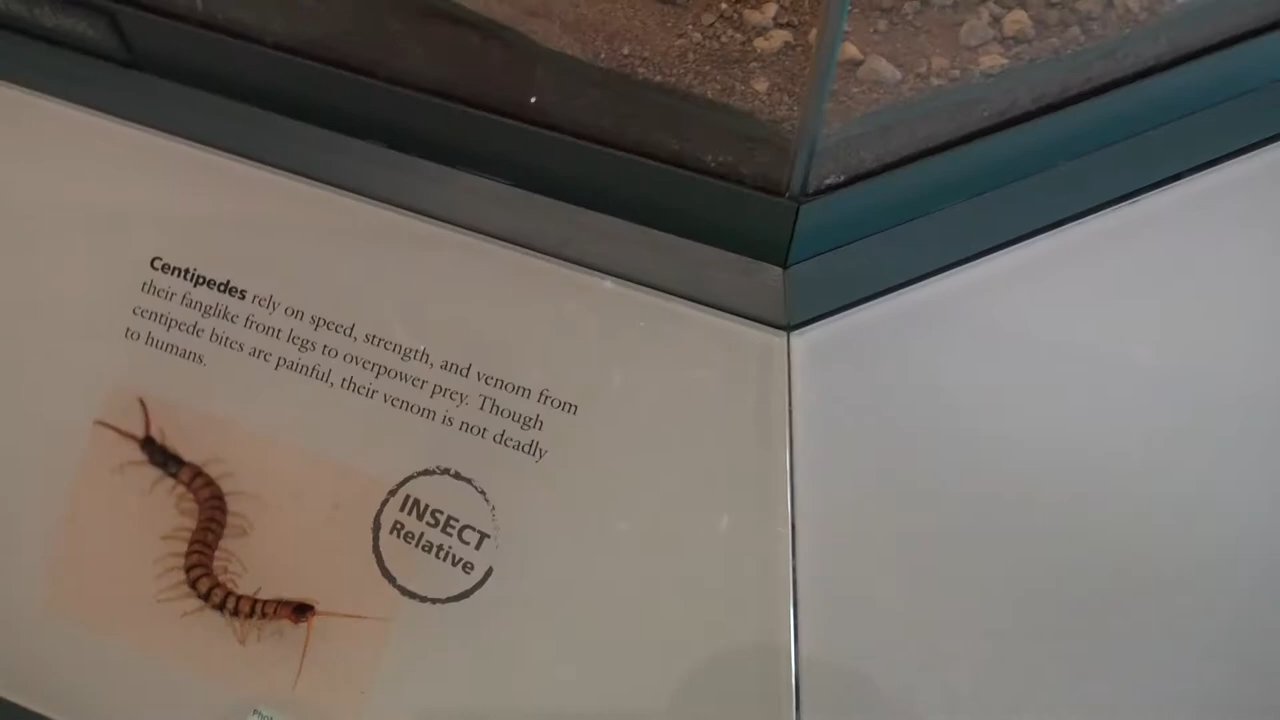 Centipedes rely on speed, strength, and venom from
their fanglike front legs to overpower prey. Though
centipede bites are painful, their venom is not deadly
to humans.
INSECT
Relative